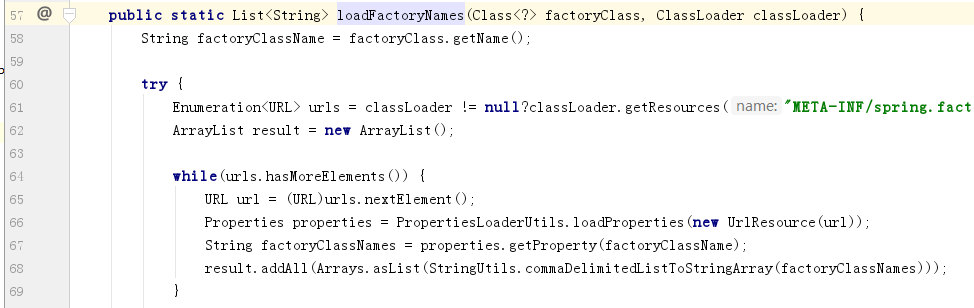 57 @ public static List<String> loadFactoryNames(Class<?> factoryClass, ClassLoader classLoader) {
58 String factoryClassName = factoryClass.getName();
59
60 try {
61 Enumeration<URL> urls = classLoader != null?classLoader.getResources( name: "META-INF/spring.fact
62 ArrayList result = new ArrayList();
63
64 while(urls.hasMoreElements()) {
65 URL url = (URL)urls.nextElement();
66 Properties properties = PropertiesLoaderUtils.loadProperties(new UrlResource(url));
67 String factoryClassNames = properties.getProperty(factoryClassName);
68 result.addAll(Arrays.asList(StringUtils.commaDelimitedListToStringArray(factoryClassNames)));
69 }